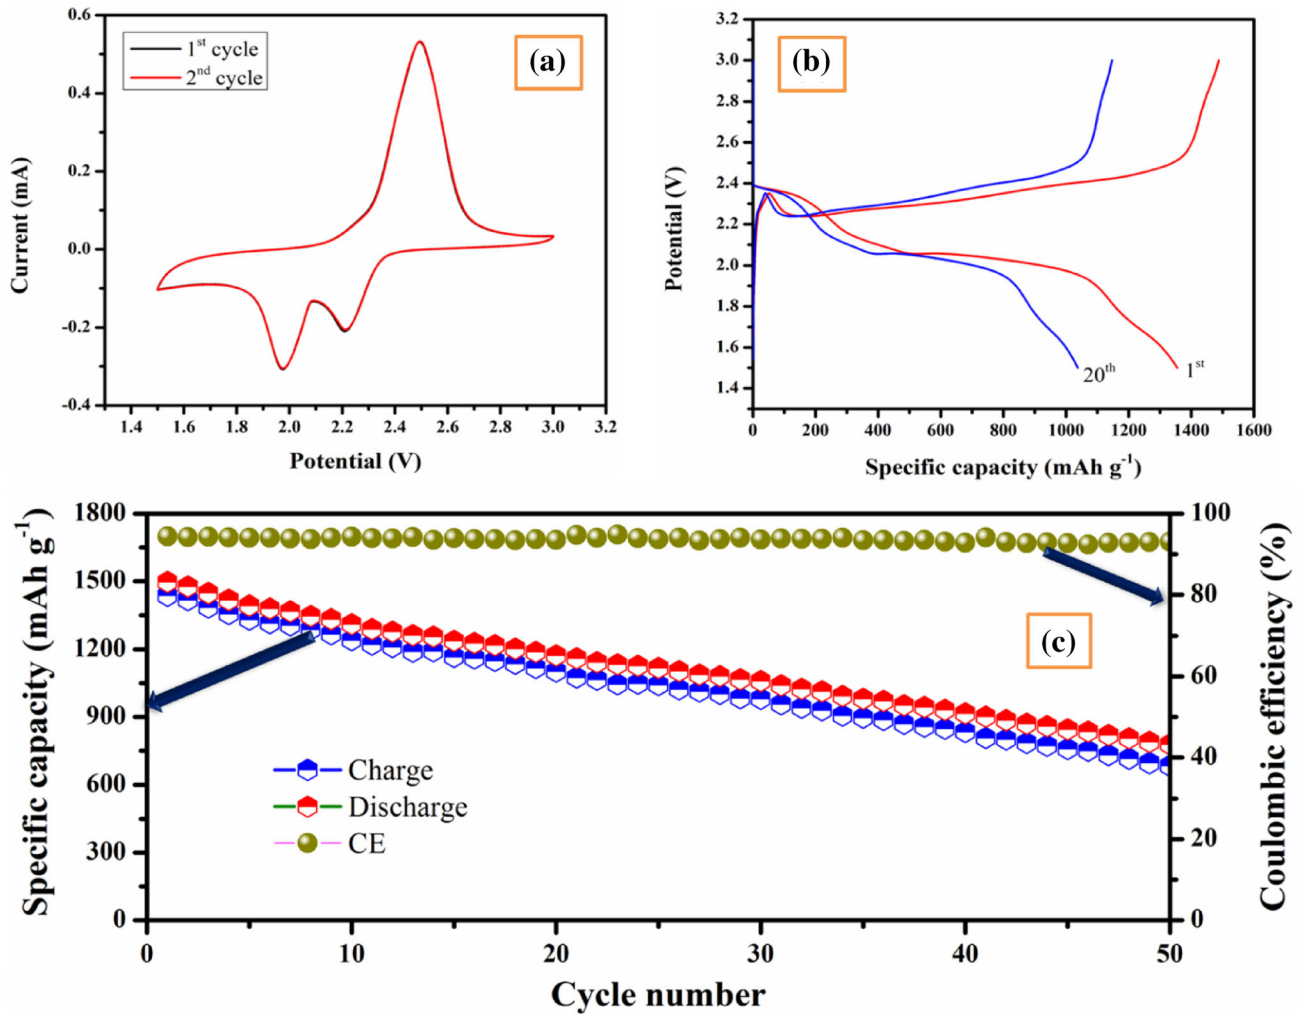 (a)
1st cycle
2nd cycle
0.6
0.4
0.2
0.0
-0.2
-0.4
Current (mA)
1.4 1.6 1.8 2.0 2.2 2.4 2.6 2.8 3.0 3.2
Potential (V)
(b)
3.2
3.0
2.8
2.6
2.4
2.2
2.0
1.8
1.6
1.4
Potential (V)
20th
1st
0 200 400 600 800 1000 1200 1400 1600
Specific capacity (mAh g-1)
(c)
1800
1500
1200
900
600
300
0
Specific capacity (mAh g-1)
Charge
Discharge
CE
100
80
60
40
20
0
Coulombic efficiency (%)
0 10 20 30 40 50
Cycle number